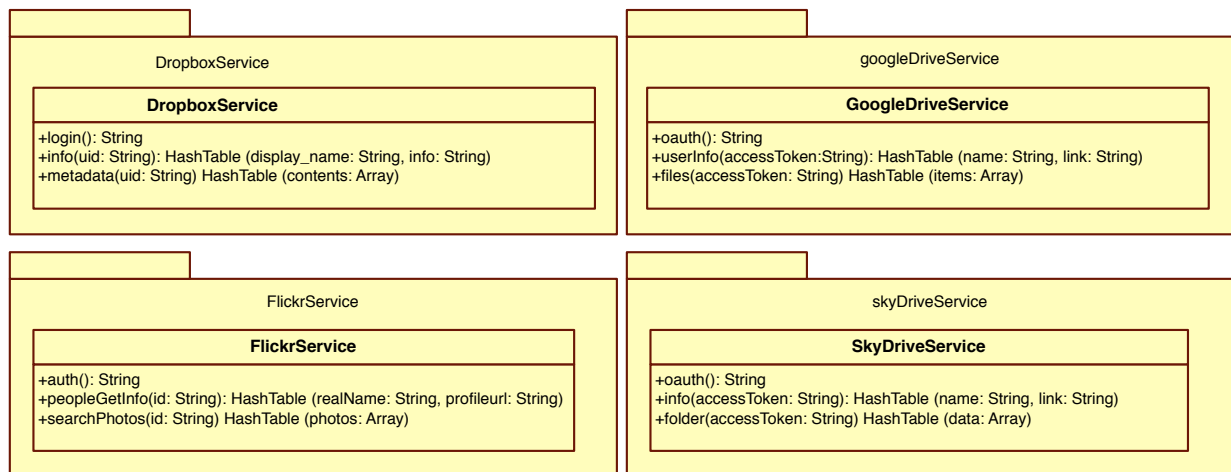 DropboxService
DropboxService
+login(): String
+info(uid: String): HashTable (display_name: String, info: String)
+metadata(uid: String) HashTable (contents: Array)
googleDriveService
GoogleDriveService
+oauth(): String
+userInfo(accessToken:String): HashTable (name: String, link: String)
+files(accessToken: String) HashTable (items: Array)
FlickrService
FlickrService
+auth(): String
+peopleGetInfo(id: String): HashTable (realName: String, profileurl: String)
+searchPhotos(id: String) HashTable (photos: Array)
skyDriveService
SkyDriveService
+oauth(): String
+info(accessToken: String): HashTable (name: String, link: String)
+folder(accessToken: String) HashTable (data: Array)